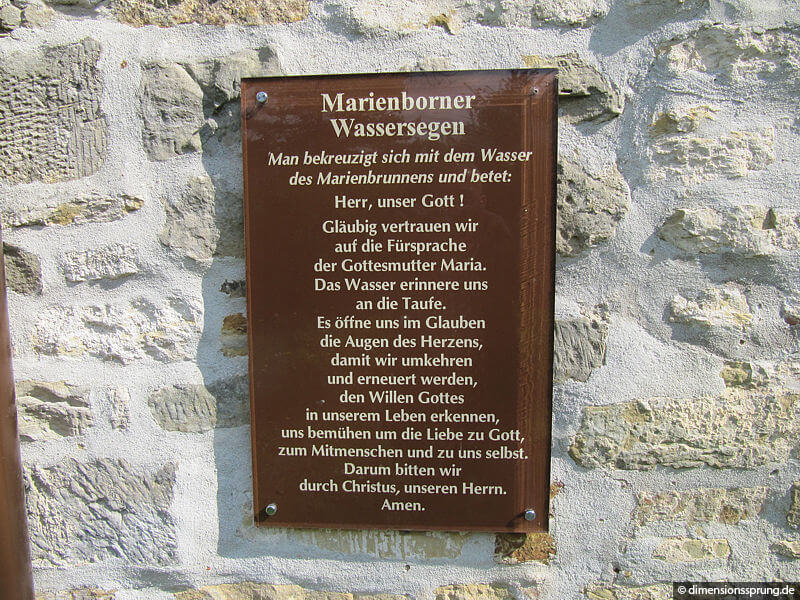 Marienborner
Wassersegen
Man bekreuzigt sich mit dem Wasser
des Marienbrunnens und betet:
Herr, unser Gott !
Gläubig vertrauen wir
auf die Fürsprache
der Gottesmutter Maria.
Das Wasser erinnere uns
an die Taufe.
Es öffne uns im Glauben
die Augen des Herzens,
damit wir umkehren
und erneuert werden,
den Willen Gottes
in unserem Leben erkennen,
uns bemühen um die Liebe zu Gott,
zum Mitmenschen und zu uns selbst.
Darum bitten wir
durch Christus, unseren Herrn.
Amen.
© dimensionssprung.de